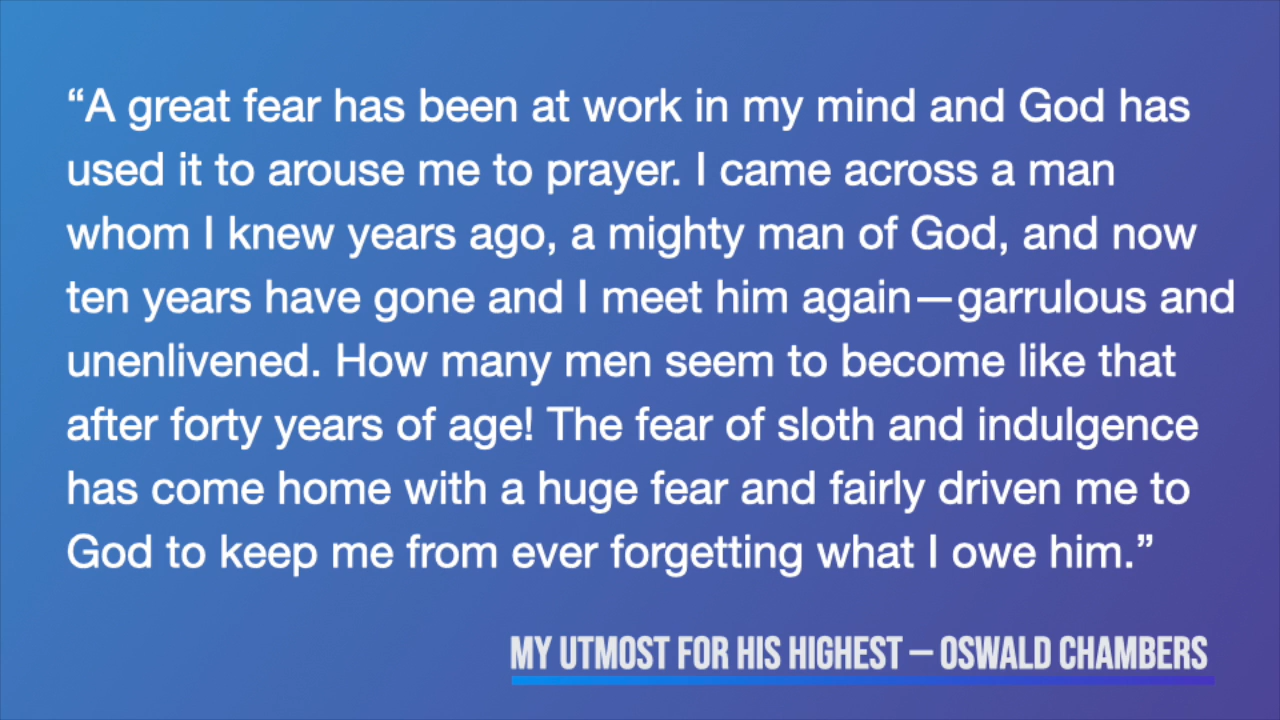 “A great fear has been at work in my mind and God has
used it to arouse me to prayer. I came across a man
whom I knew years ago, a mighty man of God, and now
ten years have gone and I meet him again—garrulous and
unenlivened. How many men seem to become like that
after forty years of age! The fear of sloth and indulgence
has come home with a huge fear and fairly driven me to
God to keep me from ever forgetting what I owe him.”
MY UTMOST FOR HIS HIGHEST – OSWALD CHAMBERS